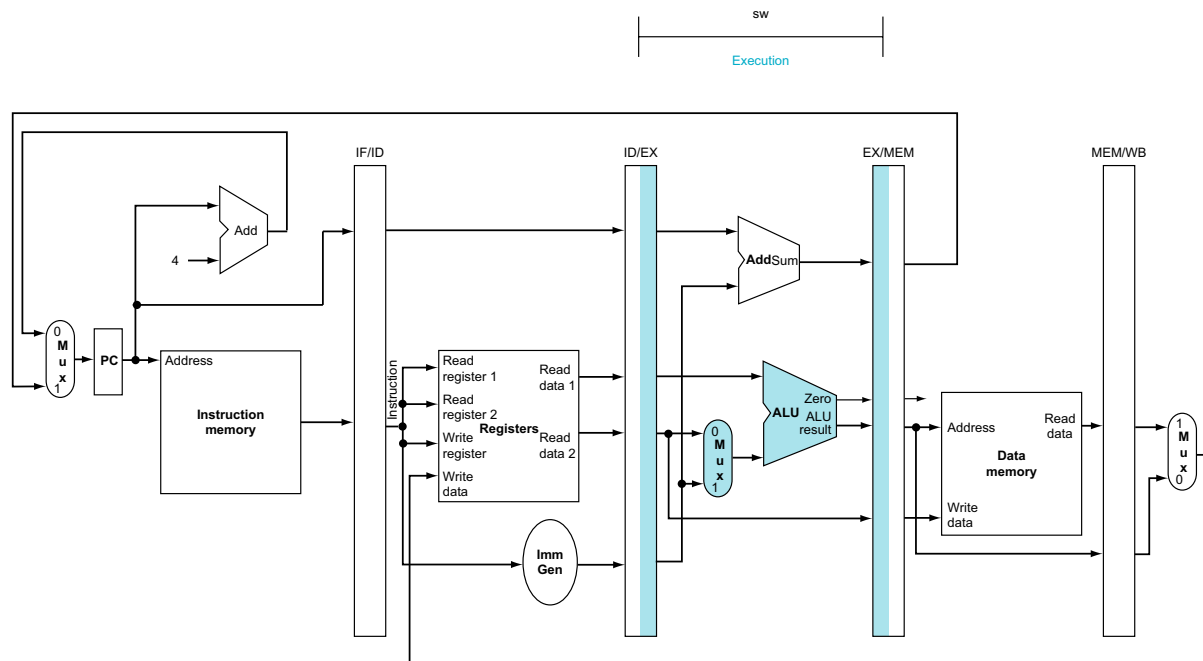 sw
Execution
IF/ID
ID/EX
EX/MEM
MEM/WB
Add
4
Add Sum
0
M
u
x
1
PC
Address
Instruction
memory
Instruction
Read
register 1
Read
register 2
Write
register
Write
data
Registers
Read
data 1
Read
data 2
Imm
Gen
0
M
u
x
1
ALU
Zero
ALU
result
Address
Write
data
Data
memory
Read
data
1
M
u
x
0